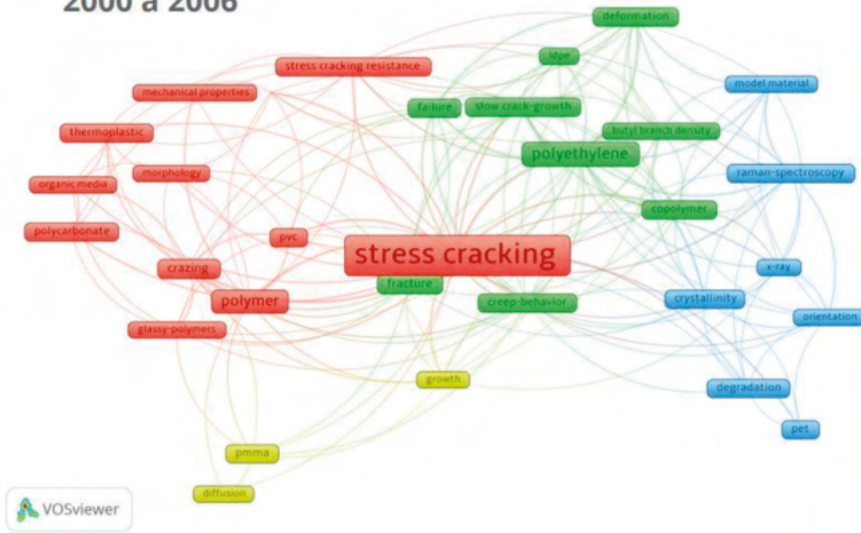 2000 a 2006
deformation
ldpe
stress cracking resistance
model material
mechanical properties
failure
slow crack-growth
thermoplastic
butyl branch density
polyethylene
morphology
raman-spectroscopy
organic media
copolymer
polycarbonate
pvc
stress cracking
crazing
x-ray
fracture
polymer
creep-behavior
crystallinity
orientation
glassy-polymers
growth
degradation
pet
pmma
diffusion
VOSviewer